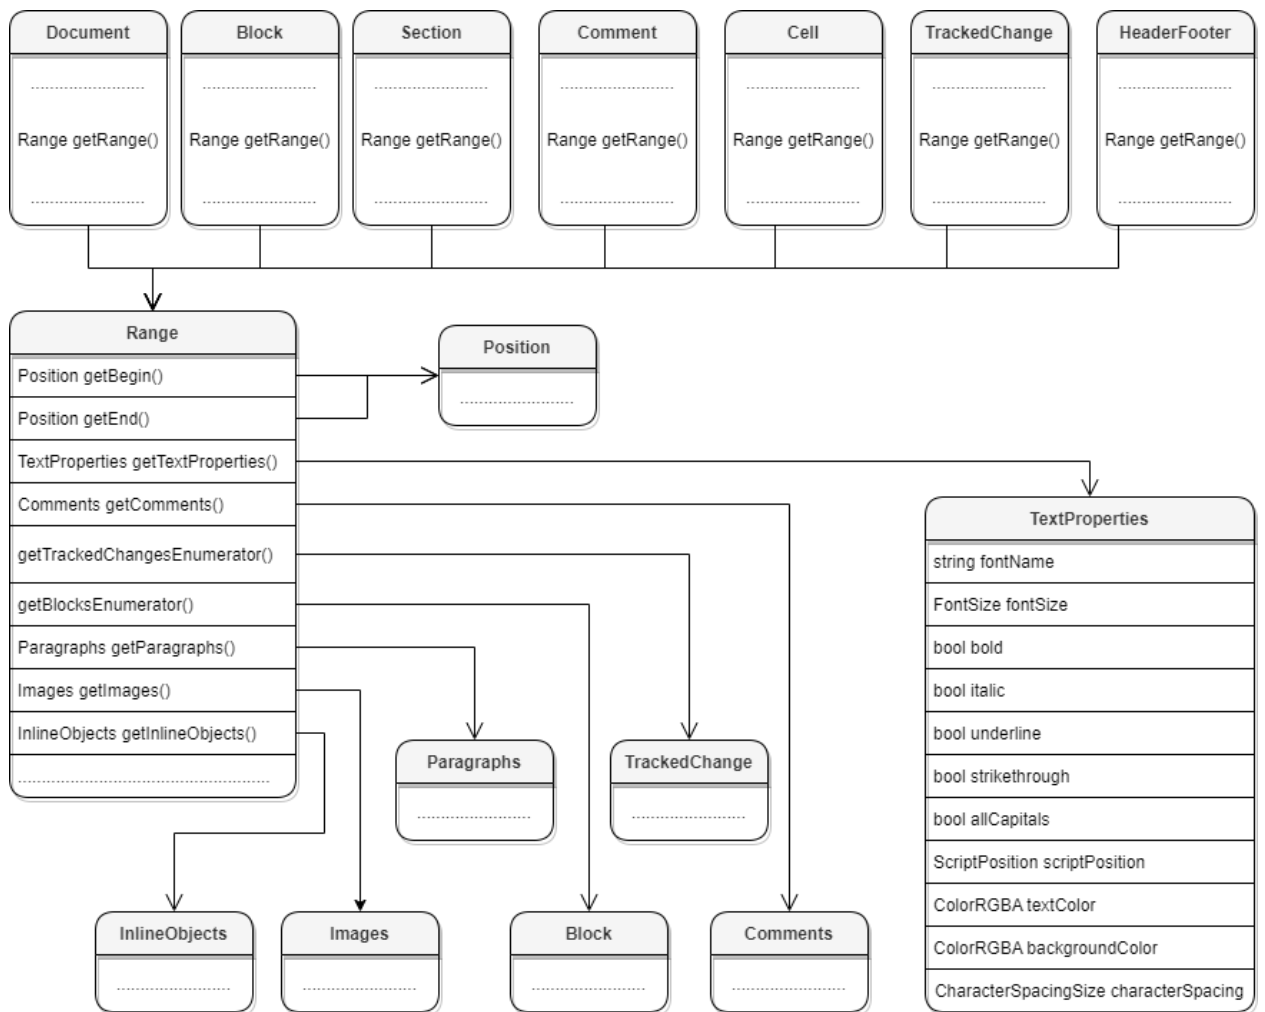 Document
Block
Section
Comment
Cell
TrackedChange
HeaderFooter
Range getRange()
Range getRange()
Range getRange()
Range getRange()
Range getRange()
Range getRange()
Range getRange()
Range
Position getBegin()
Position getEnd()
TextProperties getTextProperties()
Comments getComments()
getTrackedChangesEnumerator()
getBlocksEnumerator()
Paragraphs getParagraphs()
Images getImages()
InlineObjects getInlineObjects()
Position
TextProperties
string fontName
FontSize fontSize
bool bold
bool italic
bool underline
bool strikethrough
bool allCapitals
ScriptPosition scriptPosition
ColorRGBA textColor
ColorRGBA backgroundColor
CharacterSpacingSize characterSpacing
Paragraphs
TrackedChange
InlineObjects
Images
Block
Comments